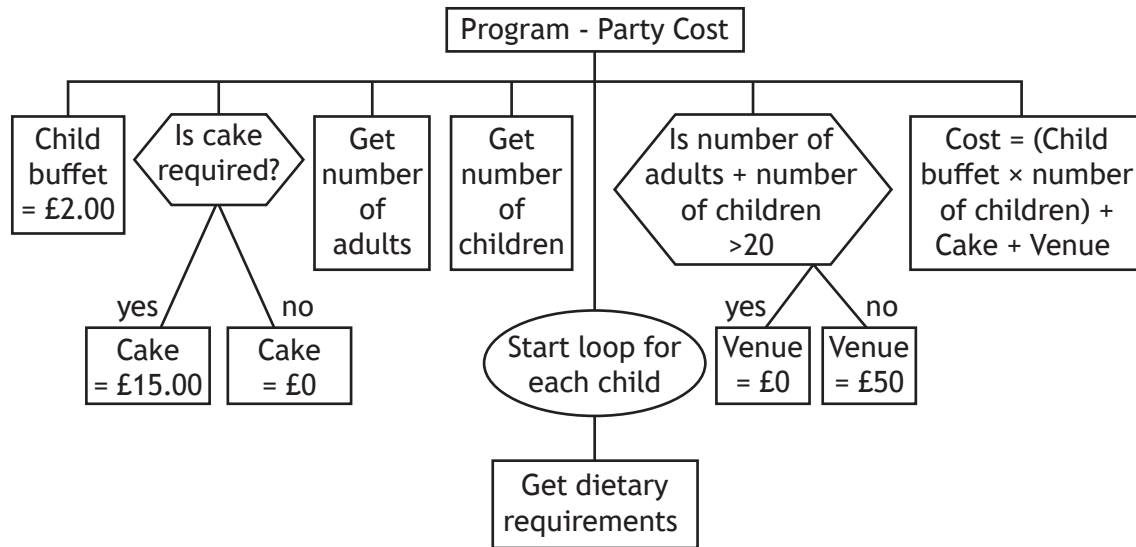 Program - Party Cost
Child
buffet
= £2.00
Is cake
required?
yes
no
Cake
= £15.00
Cake
= £0
Get
number
of
adults
Get
number
of
children
Start loop for
each child
Get dietary
requirements
Is number of
adults + number
of children
>20
yes
no
Venue
= £0
Venue
= £50
Cost = (Child
buffet × number
of children) +
Cake + Venue